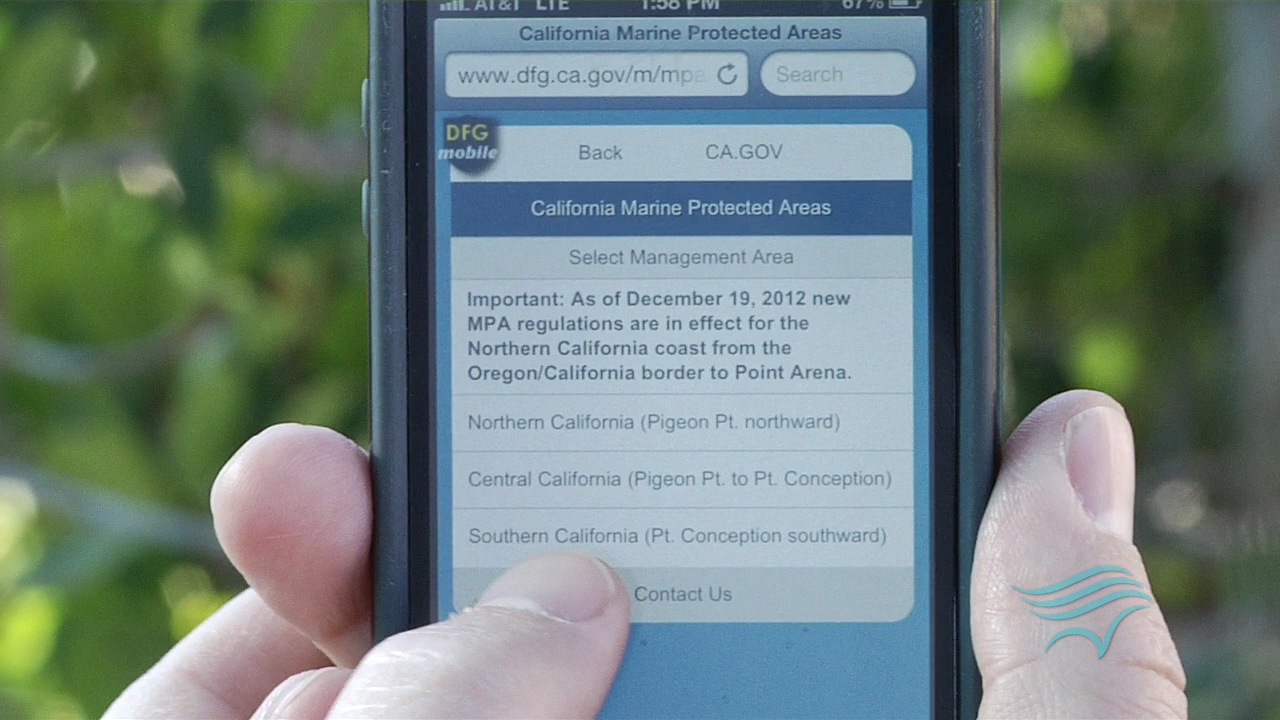 AT&T LTE 1:58 PM 67%
California Marine Protected Areas
www.dfg.ca.gov/m/mpa Search
DFG
mobile
Back CA.GOV
California Marine Protected Areas
Select Management Area
Important: As of December 19, 2012 new
MPA regulations are in effect for the
Northern California coast from the
Oregon/California border to Point Arena.
Northern California (Pigeon Pt. northward)
Central California (Pigeon Pt. to Pt. Conception)
Southern California (Pt. Conception southward)
Contact Us